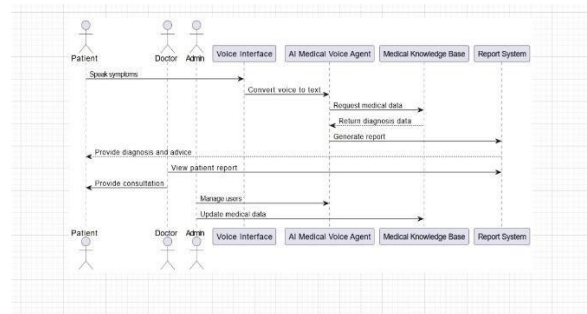 Patient Doctor Admin Voice Interface AI Medical Voice Agent Medical Knowledge Base Report System
Speak symptoms
Convert voice to text
Request medical data
Return diagnosis data
Generate report
Provide diagnosis and advice
View patient report
Provide consultation
Manage users
Update medical data
Patient Doctor Admin Voice Interface AI Medical Voice Agent Medical Knowledge Base Report System